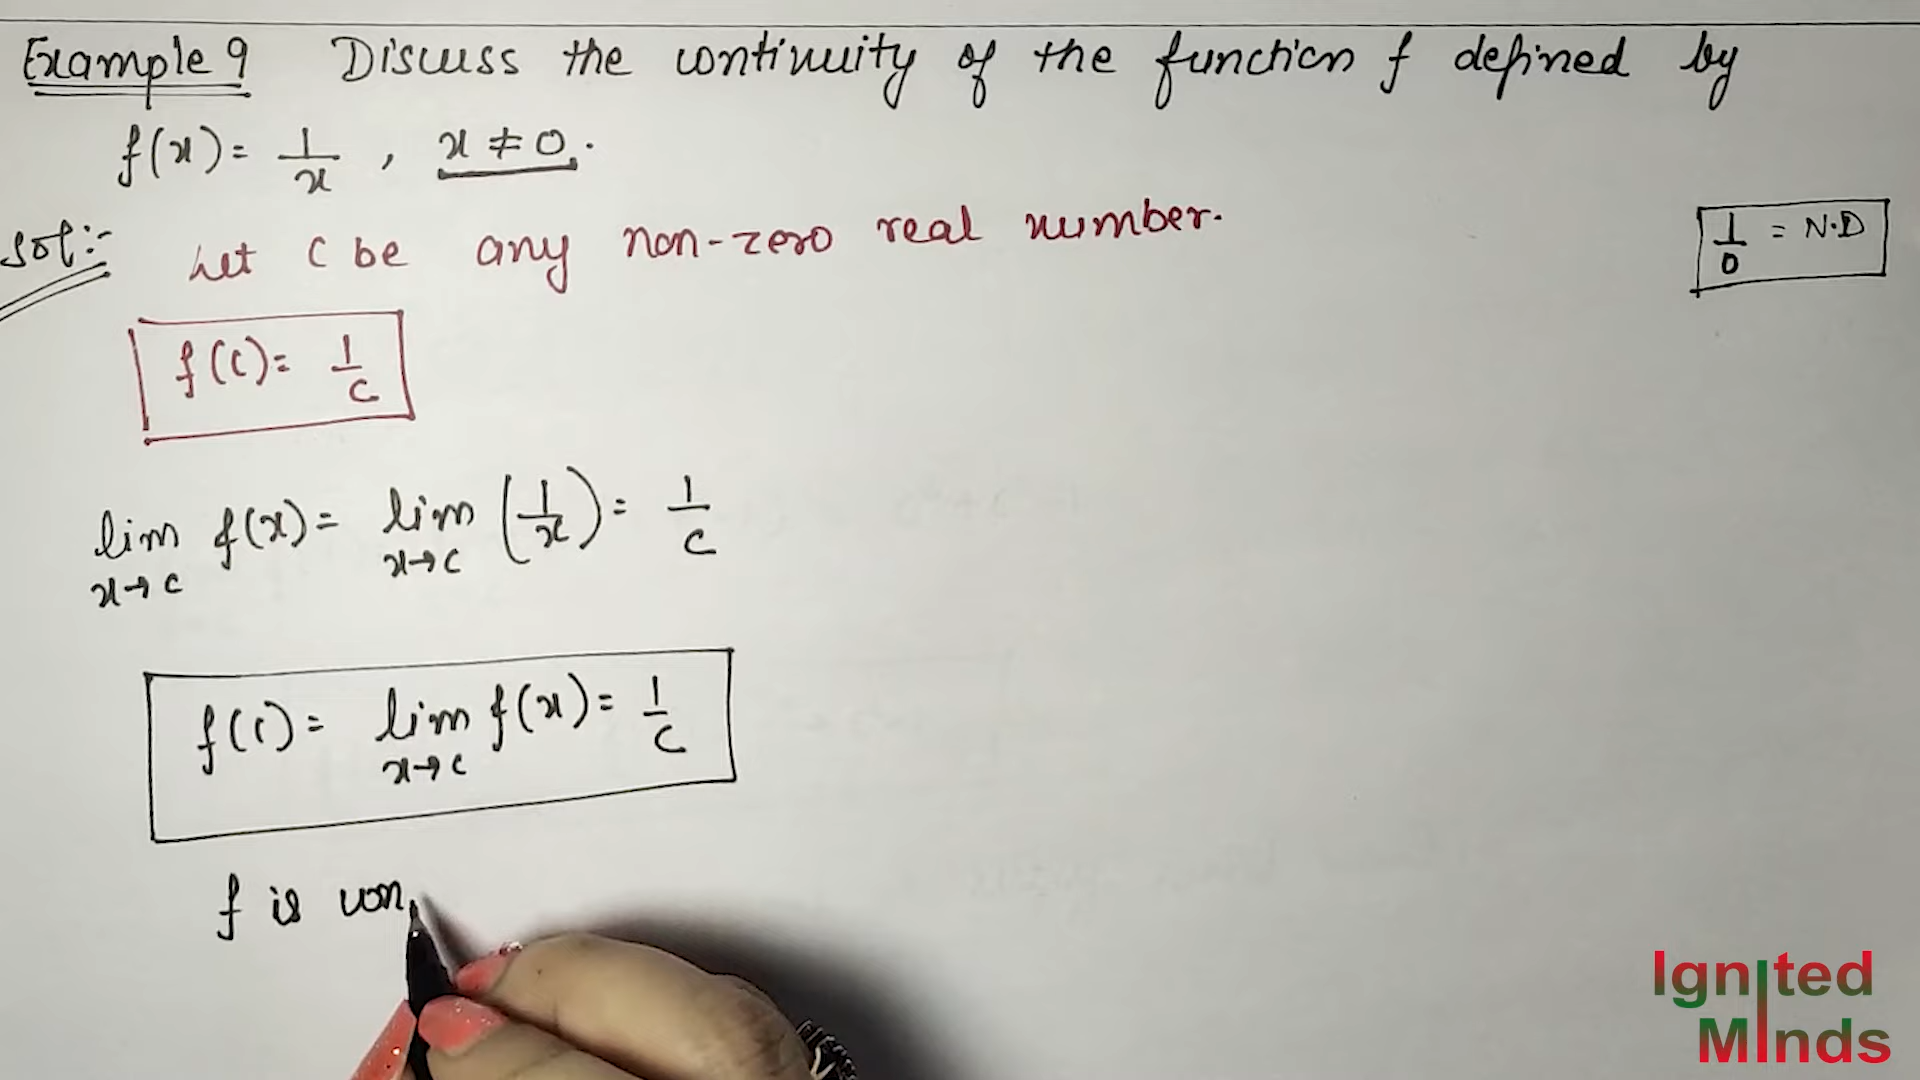 Example 9 Discuss the continuity of the function f defined by
f(x) = 1/x , x ≠ 0.
Sol:- Let C be any non-zero real number.
1/0 = N.D
f(C) = 1/C
lim x→c f(x) = lim x→c (1/x) = 1/C
f(C) = lim x→c f(x) = 1/C
f is con
Ignited
Minds